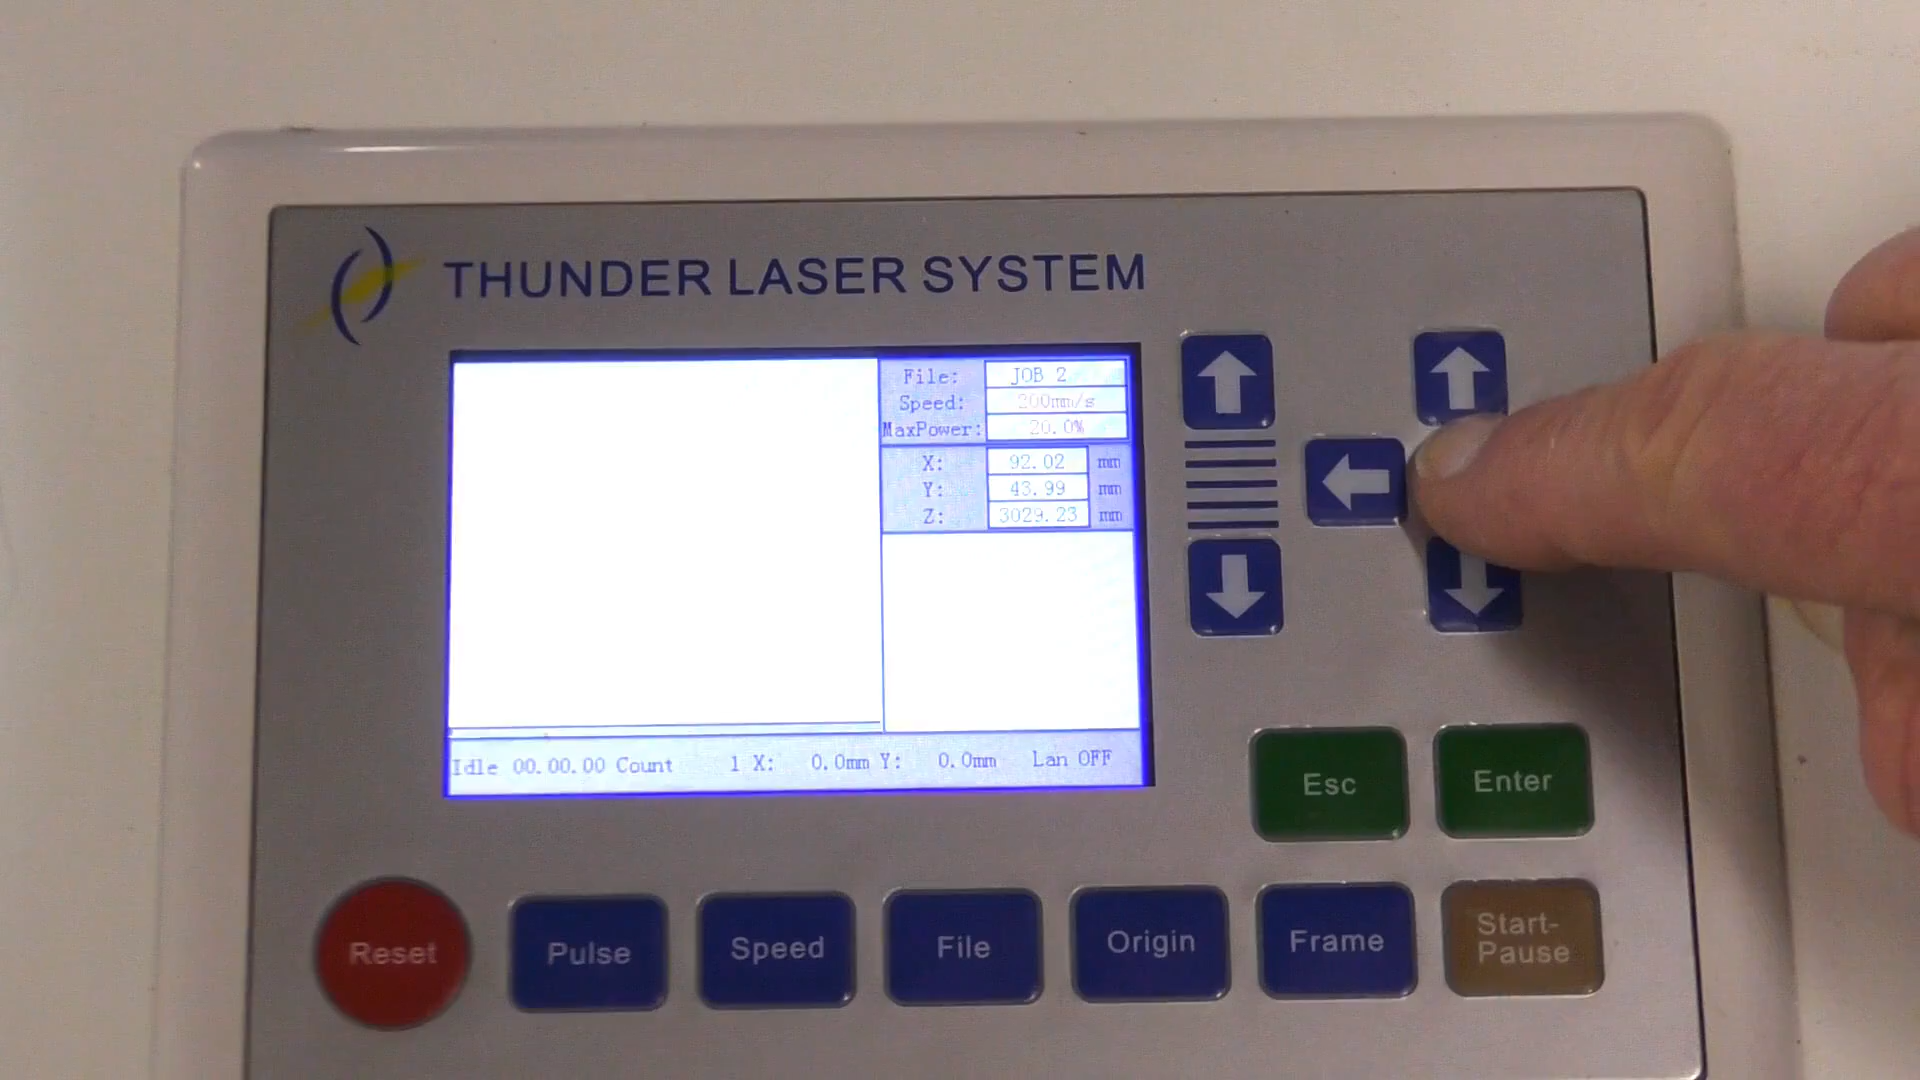 THUNDER LASER SYSTEM
File: JOB 2
Speed: 200mm/s
MaxPower: 20.0%
X: 92.02 mm
Y: 43.99 mm
Z: 3029.23 mm
Idle 00.00.00 Count 1 X: 0.0mm Y: 0.0mm Lan OFF
Esc
Enter
Reset
Pulse
Speed
File
Origin
Frame
Start-
Pause